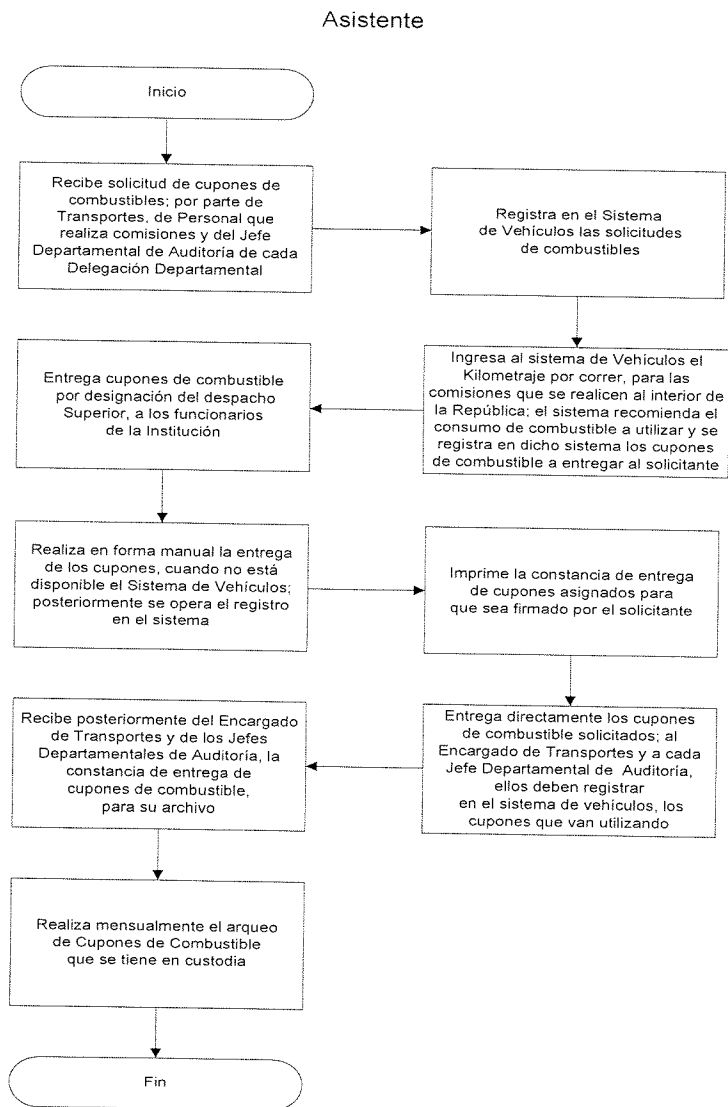 Asistente
Inicio
Recibe solicitud de cupones de
combustibles; por parte de
Transportes, de Personal que
realiza comisiones y del Jefe
Departamental de Auditoría de cada
Delegación Departamental
Registra en el Sistema
de Vehículos las solicitudes
de combustibles
Ingresa al sistema de Vehículos el
Kilometraje por correr, para las
comisiones que se realicen al interior de
la República; el sistema recomienda el
consumo de combustible a utilizar y se
registra en dicho sistema los cupones
de combustible a entregar al solicitante
Entrega cupones de combustible
por designación del despacho
Superior, a los funcionarios
de la Institución
Realiza en forma manual la entrega
de los cupones, cuando no está
disponible el Sistema de Vehículos;
posteriormente se opera el registro
en el sistema
Imprime la constancia de entrega
de cupones asignados para
que sea firmado por el solicitante
Entrega directamente los cupones
de combustible solicitados; al
Encargado de Transportes y a cada
Jefe Departamental de Auditoría,
ellos deben registrar
en el sistema de vehículos, los
cupones que van utilizando
Recibe posteriormente del Encargado
de Transportes y de los Jefes
Departamentales de Auditoría, la
constancia de entrega de
cupones de combustible,
para su archivo
Realiza mensualmente el arqueo
de Cupones de Combustible
que se tiene en custodia
Fin